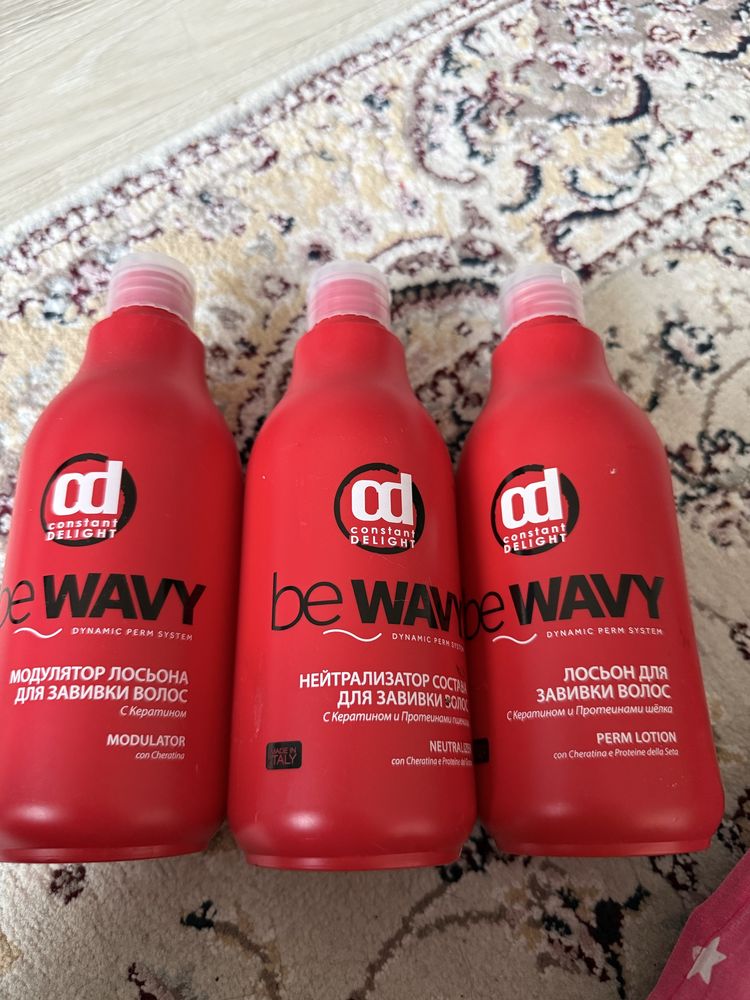 cd
constant
DELIGHT
be WAVY
DYNAMIC PERM SYSTEM
МОДУЛЯТОР ЛОСЬОНА
ДЛЯ ЗАВИВКИ ВОЛОС
С Кератином
MODULATOR
con Cheratina
cd
constant
DELIGHT
be WAVY
DYNAMIC PERM SYSTEM
НЕЙТРАЛИЗАТОР СОСТАВА
ДЛЯ ЗАВИВКИ ВОЛОС
С Кератином и Протеинами пшеницы
MADE IN
ITALY
NEUTRALIZER
con Cheratina e Proteine del
cd
constant
DELIGHT
be WAVY
DYNAMIC PERM SYSTEM
ЛОСЬОН ДЛЯ
ЗАВИВКИ ВОЛОС
С Кератином и Протеинами шёлка
PERM LOTION
con Cheratina e Proteine della Seta